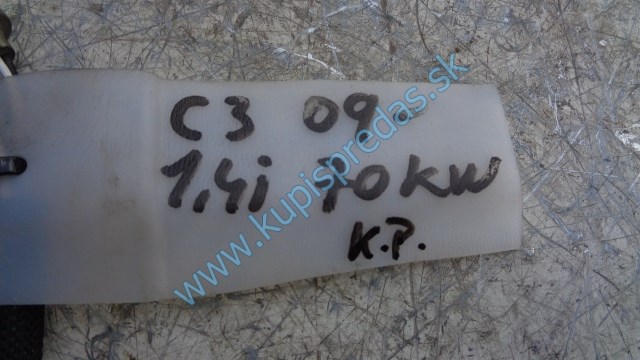 C3 09.
1,4i 70kW
K.P.
www.kupispredas.sk